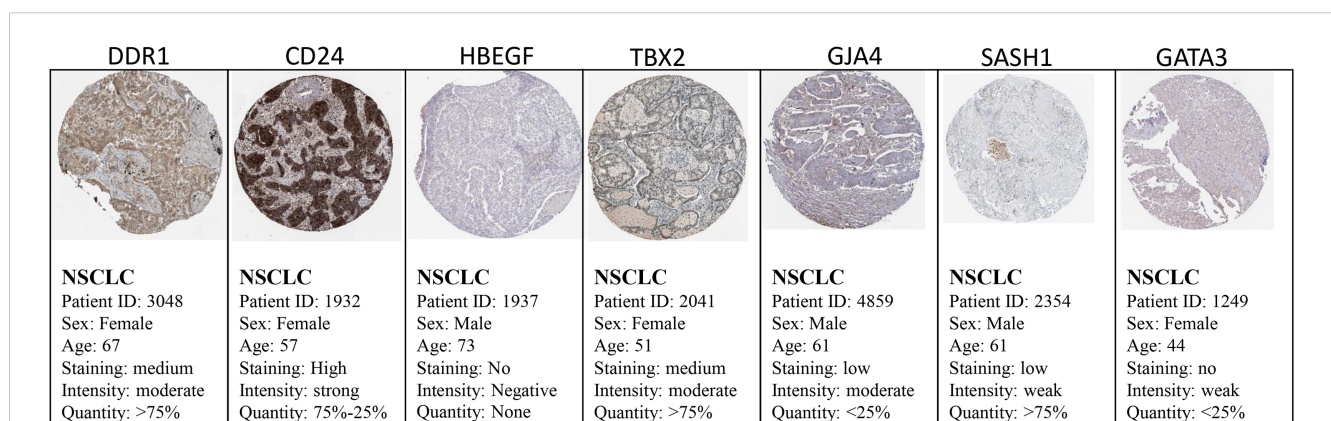 DDR1 CD24 HBEGF TBX2 GJA4 SASH1 GATA3
NSCLC NSCLC NSCLC NSCLC NSCLC NSCLC NSCLC
Patient ID: 3048 Patient ID: 1932 Patient ID: 1937 Patient ID: 2041 Patient ID: 4859 Patient ID: 2354 Patient ID: 1249
Sex: Female Sex: Female Sex: Male Sex: Female Sex: Male Sex: Male Sex: Female
Age: 67 Age: 57 Age: 73 Age: 51 Age: 61 Age: 61 Age: 44
Staining: medium Staining: High Staining: No Staining: medium Staining: low Staining: low Staining: no
Intensity: moderate Intensity: strong Intensity: Negative Intensity: moderate Intensity: moderate Intensity: weak Intensity: weak
Quantity: >75% Quantity: 75%-25% Quantity: None Quantity: >75% Quantity: <25% Quantity: >75% Quantity: <25%